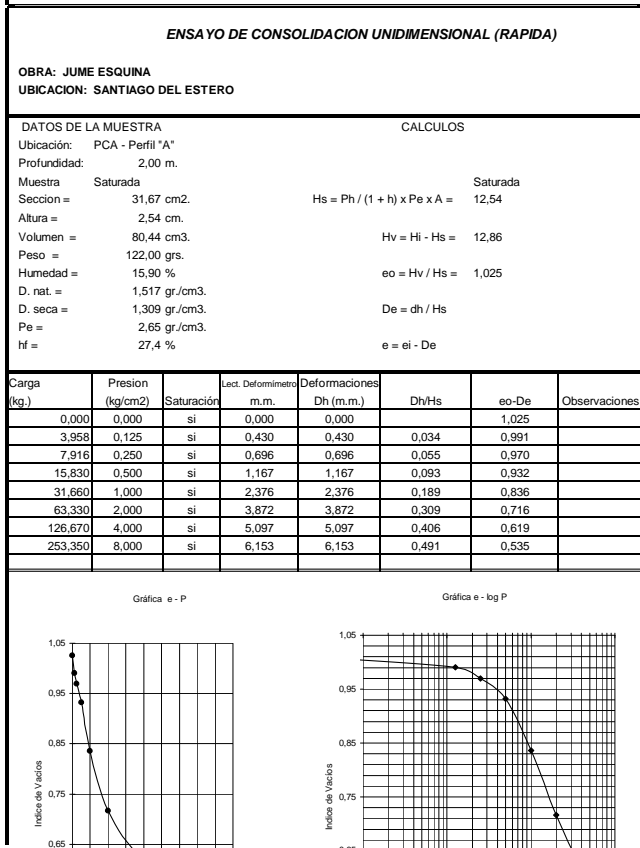 ENSAYO DE CONSOLIDACION UNIDIMENSIONAL (RAPIDA)
OBRA: JUME ESQUINA
UBICACION: SANTIAGO DEL ESTERO
DATOS DE LA MUESTRA CALCULOS
Ubicación: PCA - Perfil "A"
Profundidad: 2,00 m.
Muestra Saturada Saturada
Seccion = 31,67 cm2. Hs = Ph / (1 + h) x Pe x A = 12,54
Altura = 2,54 cm.
Volumen = 80,44 cm3. Hv = Hi - Hs = 12,86
Peso = 122,00 grs.
Humedad = 15,90 % eo = Hv / Hs = 1,025
D. nat. = 1,517 gr./cm3.
D. seca = 1,309 gr./cm3. De = dh / Hs
Pe = 2,65 gr./cm3.
hf = 27,4 % e = ei - De
Carga Presion Lect. Deformimetro Deformaciones
(kg.) (kg/cm2) Saturación m.m. Dh (m.m.) Dh/Hs eo-De Observaciones
0,000 0,000 si 0,000 0,000 1,025
3,958 0,125 si 0,430 0,430 0,034 0,991
7,916 0,250 si 0,696 0,696 0,055 0,970
15,830 0,500 si 1,167 1,167 0,093 0,932
31,660 1,000 si 2,376 2,376 0,189 0,836
63,330 2,000 si 3,872 3,872 0,309 0,716
126,670 4,000 si 5,097 5,097 0,406 0,619
253,350 8,000 si 6,153 6,153 0,491 0,535
Gráfica e - P
1,05
0,95
0,85
0,75
0,65
Indice de Vacios
Gráfica e - log P
1,05
0,95
0,85
0,75
Indice de Vacios